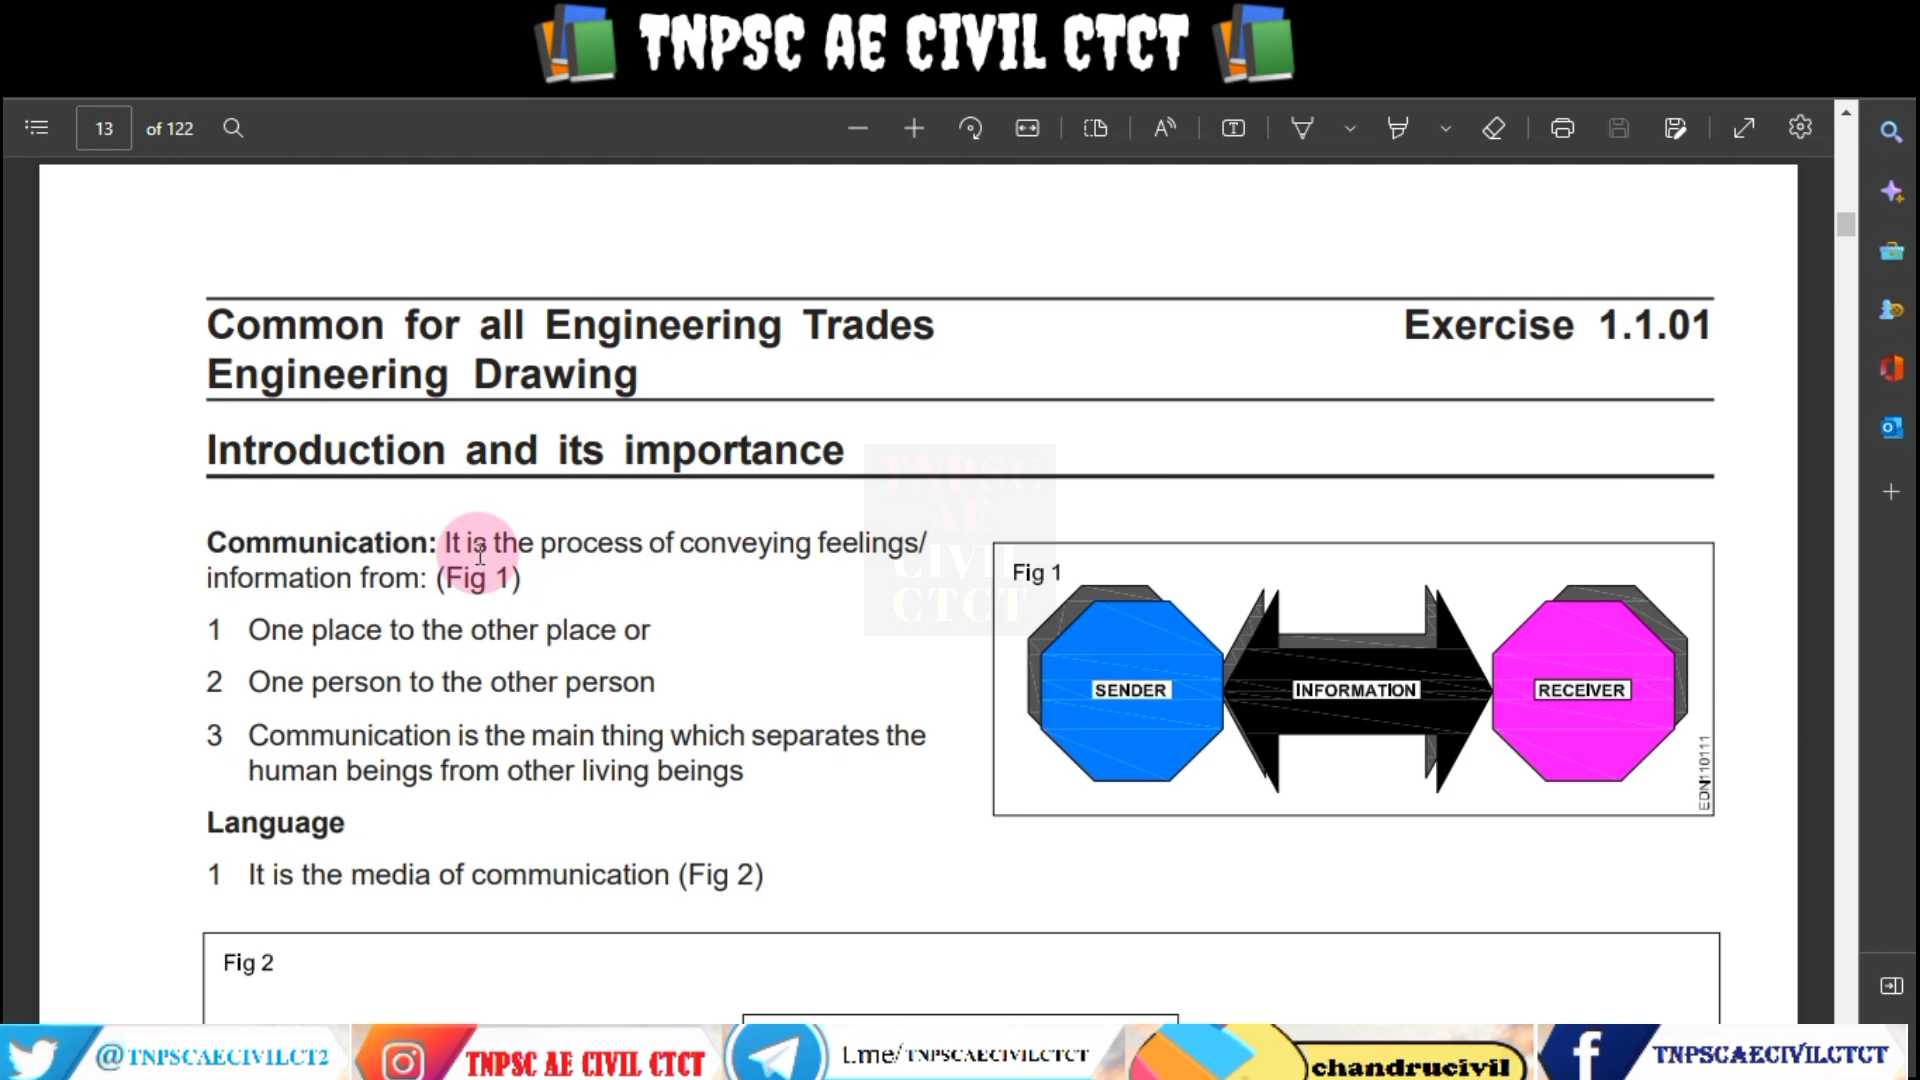 TNPSC AE CIVIL CTCT
13 of 122
Common for all Engineering Trades
Exercise 1.1.01
Engineering Drawing
Introduction and its importance
Communication: It is the process of conveying feelings/
information from: (Fig 1)
1 One place to the other place or
2 One person to the other person
3 Communication is the main thing which separates the
human beings from other living beings
Language
1 It is the media of communication (Fig 2)
Fig 1
SENDER
INFORMATION
RECEIVER
EDN110111
TNPSC
AE
CIVIL
CTCT
Fig 2
@TNPSCAECIVILCT2
TNPSC AE CIVIL CTCT
t.me/TNPSCAECIVILCTCT
chandrucivil
TNPSCAECIVILCTCT